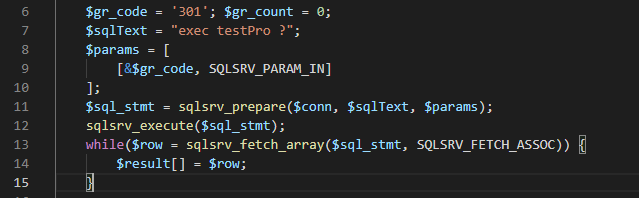 6 $gr_code = '301'; $gr_count = 0;
7 $sqlText = "exec testPro ?";
8 $params = [
9 [&$gr_code, SQLSRV_PARAM_IN]
10 ];
11 $sql_stmt = sqlsrv_prepare($conn, $sqlText, $params);
12 sqlsrv_execute($sql_stmt);
13 while($row = sqlsrv_fetch_array($sql_stmt, SQLSRV_FETCH_ASSOC)) {
14 $result[] = $row;
15 }